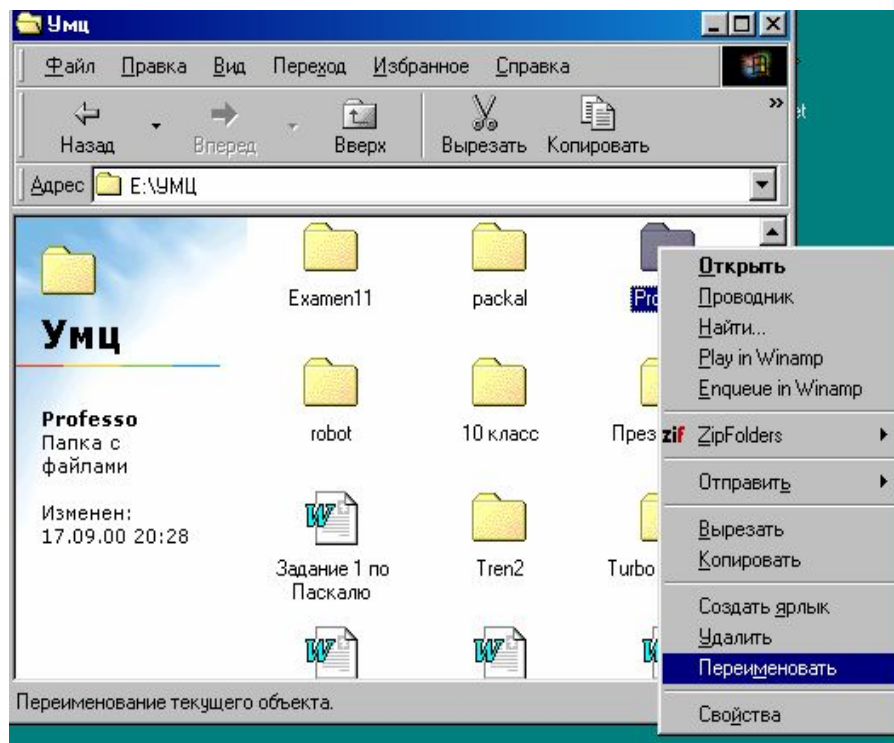 Умц
Файл Правка Вид Переход Избранное Справка
Назад Вперед Вверх Вырезать Копировать »
Адрес E:\УМЦ
Умц
Professo
Папка с
файлами
Изменен:
17.09.00 20:28
Examen11 packal
robot 10 класс
Задание 1 по
Паскалю
Tren2 Turbo
Открыть
Проводник
Найти...
Play in Winamp
Enqueue in Winamp
zif ZipFolders
Отправить
Вырезать
Копировать
Создать ярлык
Удалить
Переименовать
Свойства
Переименование текущего объекта.